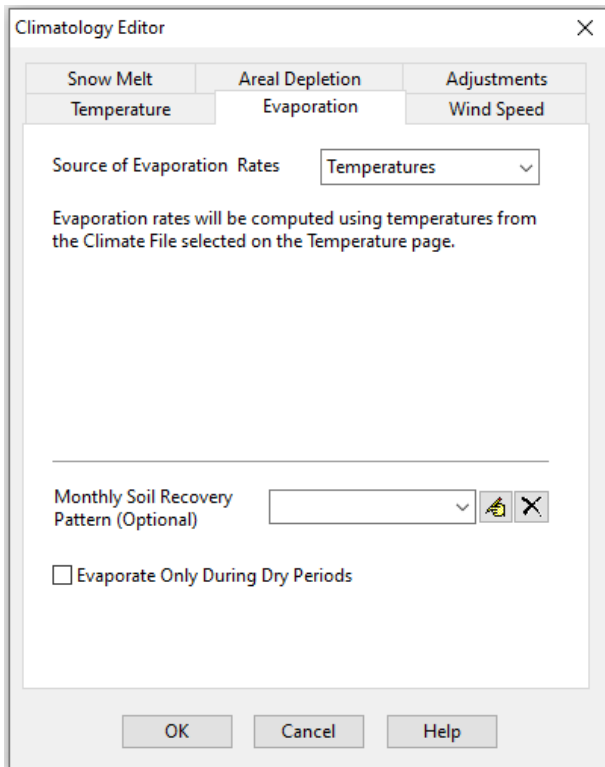 Climatology Editor
Snow Melt
Areal Depletion
Adjustments
Temperature
Evaporation
Wind Speed
Source of Evaporation Rates
Temperatures
Evaporation rates will be computed using temperatures from
the Climate File selected on the Temperature page.
Monthly Soil Recovery
Pattern (Optional)
Evaporate Only During Dry Periods
OK
Cancel
Help